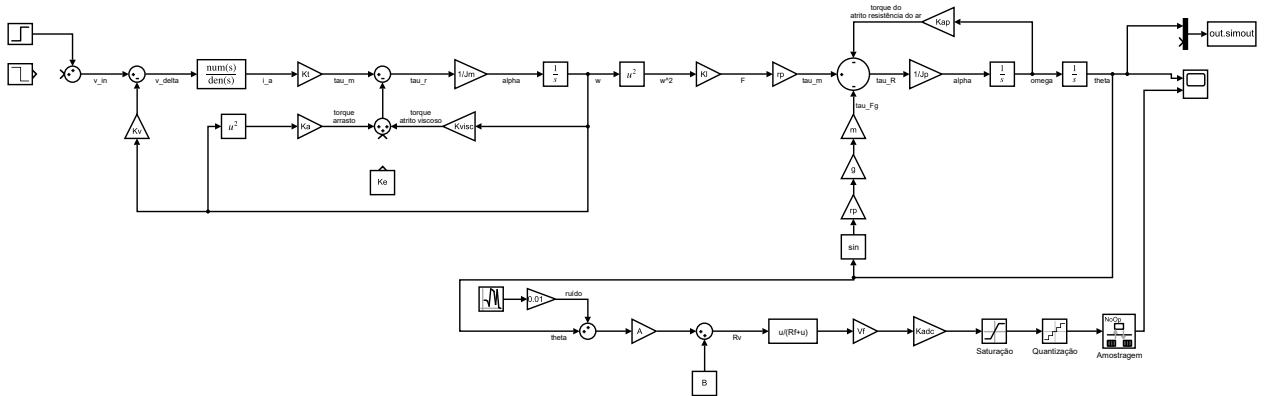 torque do
atrito resistência do ar
Kap
out.simout
v_in
v_delta
num(s)
den(s)
i_a
Kt
tau_m
tau_r
1/Jm
alpha
1
s
w
u²
w^2
Kl
F
rp
tau_m
tau_R
1/Jp
alpha
1
s
omega
1
s
theta
tau_Fg
Kv
u²
Ka
torque
arrasto
torque
atrito viscoso
Kvisc
m
Ke
g
rp
sin
0.01
ruído
theta
A
Rv
u/(Rf+u)
Vf
Kadc
Saturação
Quantização
NoOp
Amostragem
B